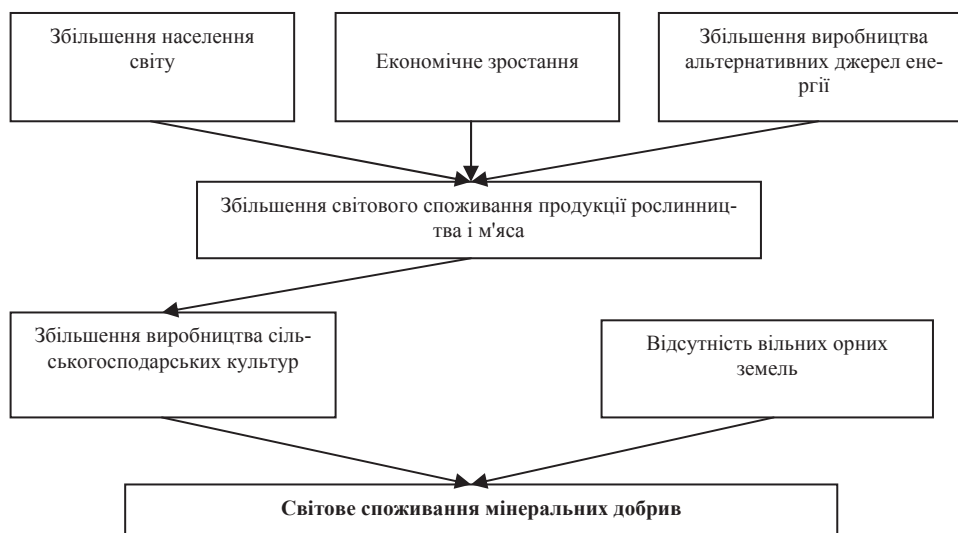 Збільшення населення
світу
Економічне зростання
Збільшення виробництва
альтернативних джерел ене-
ргії
Збільшення світового споживання продукції рослинниц-
тва і м'яса
Збільшення виробництва сіль-
ськогосподарських культур
Відсутність вільних орних
земель
Світове споживання мінеральних добрив